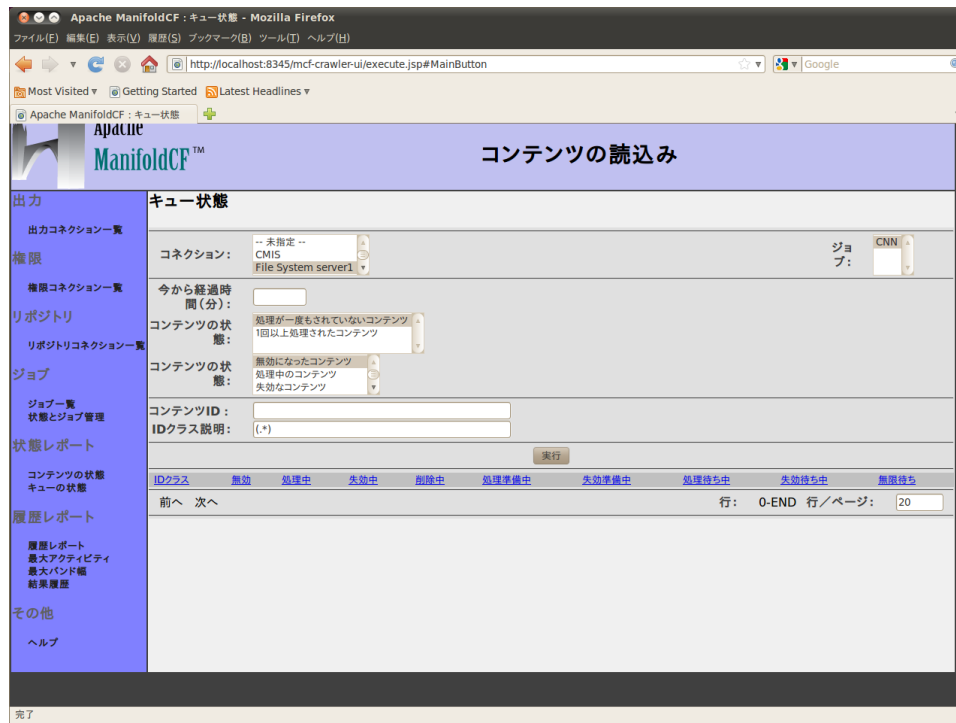 Apache ManifoldCF : キュー状態 - Mozilla Firefox
ファイル(F) 編集(E) 表示(V) 履歴(S) ブックマーク(B) ツール(T) ヘルプ(H)
http://localhost:8345/mcf-crawler-ui/execute.jsp#MainButton
Google
Most Visited Getting Started Latest Headlines
Apache ManifoldCF : キュー状態
Apache
ManifoldCF™
コンテンツの読込み
出力
出力コネクション一覧
権限
権限コネクション一覧
リポジトリ
リポジトリコネクション一覧
ジョブ
ジョブ一覧
状態とジョブ管理
状態レポート
コンテンツの状態
キューの状態
履歴レポート
履歴レポート
最大アクティビティ
最大バンド幅
結果履歴
その他
ヘルプ
キュー状態
コネクション:
-- 未指定 --
CMIS
File System server1
ジョ
ブ:
CNN
今から経過時
間(分):
コンテンツの状
態:
処理が一度もされていないコンテンツ
1回以上処理されたコンテンツ
コンテンツの状
態:
無効になったコンテンツ
処理中のコンテンツ
失効なコンテンツ
コンテンツID:
IDクラス説明: (.*)
実行
IDクラス 無効 処理中 失効中 削除中 処理準備中 失効準備中 処理待ち中 失効待ち中 無限待ち
前へ 次へ 行: 0-END 行／ページ: 20
完了